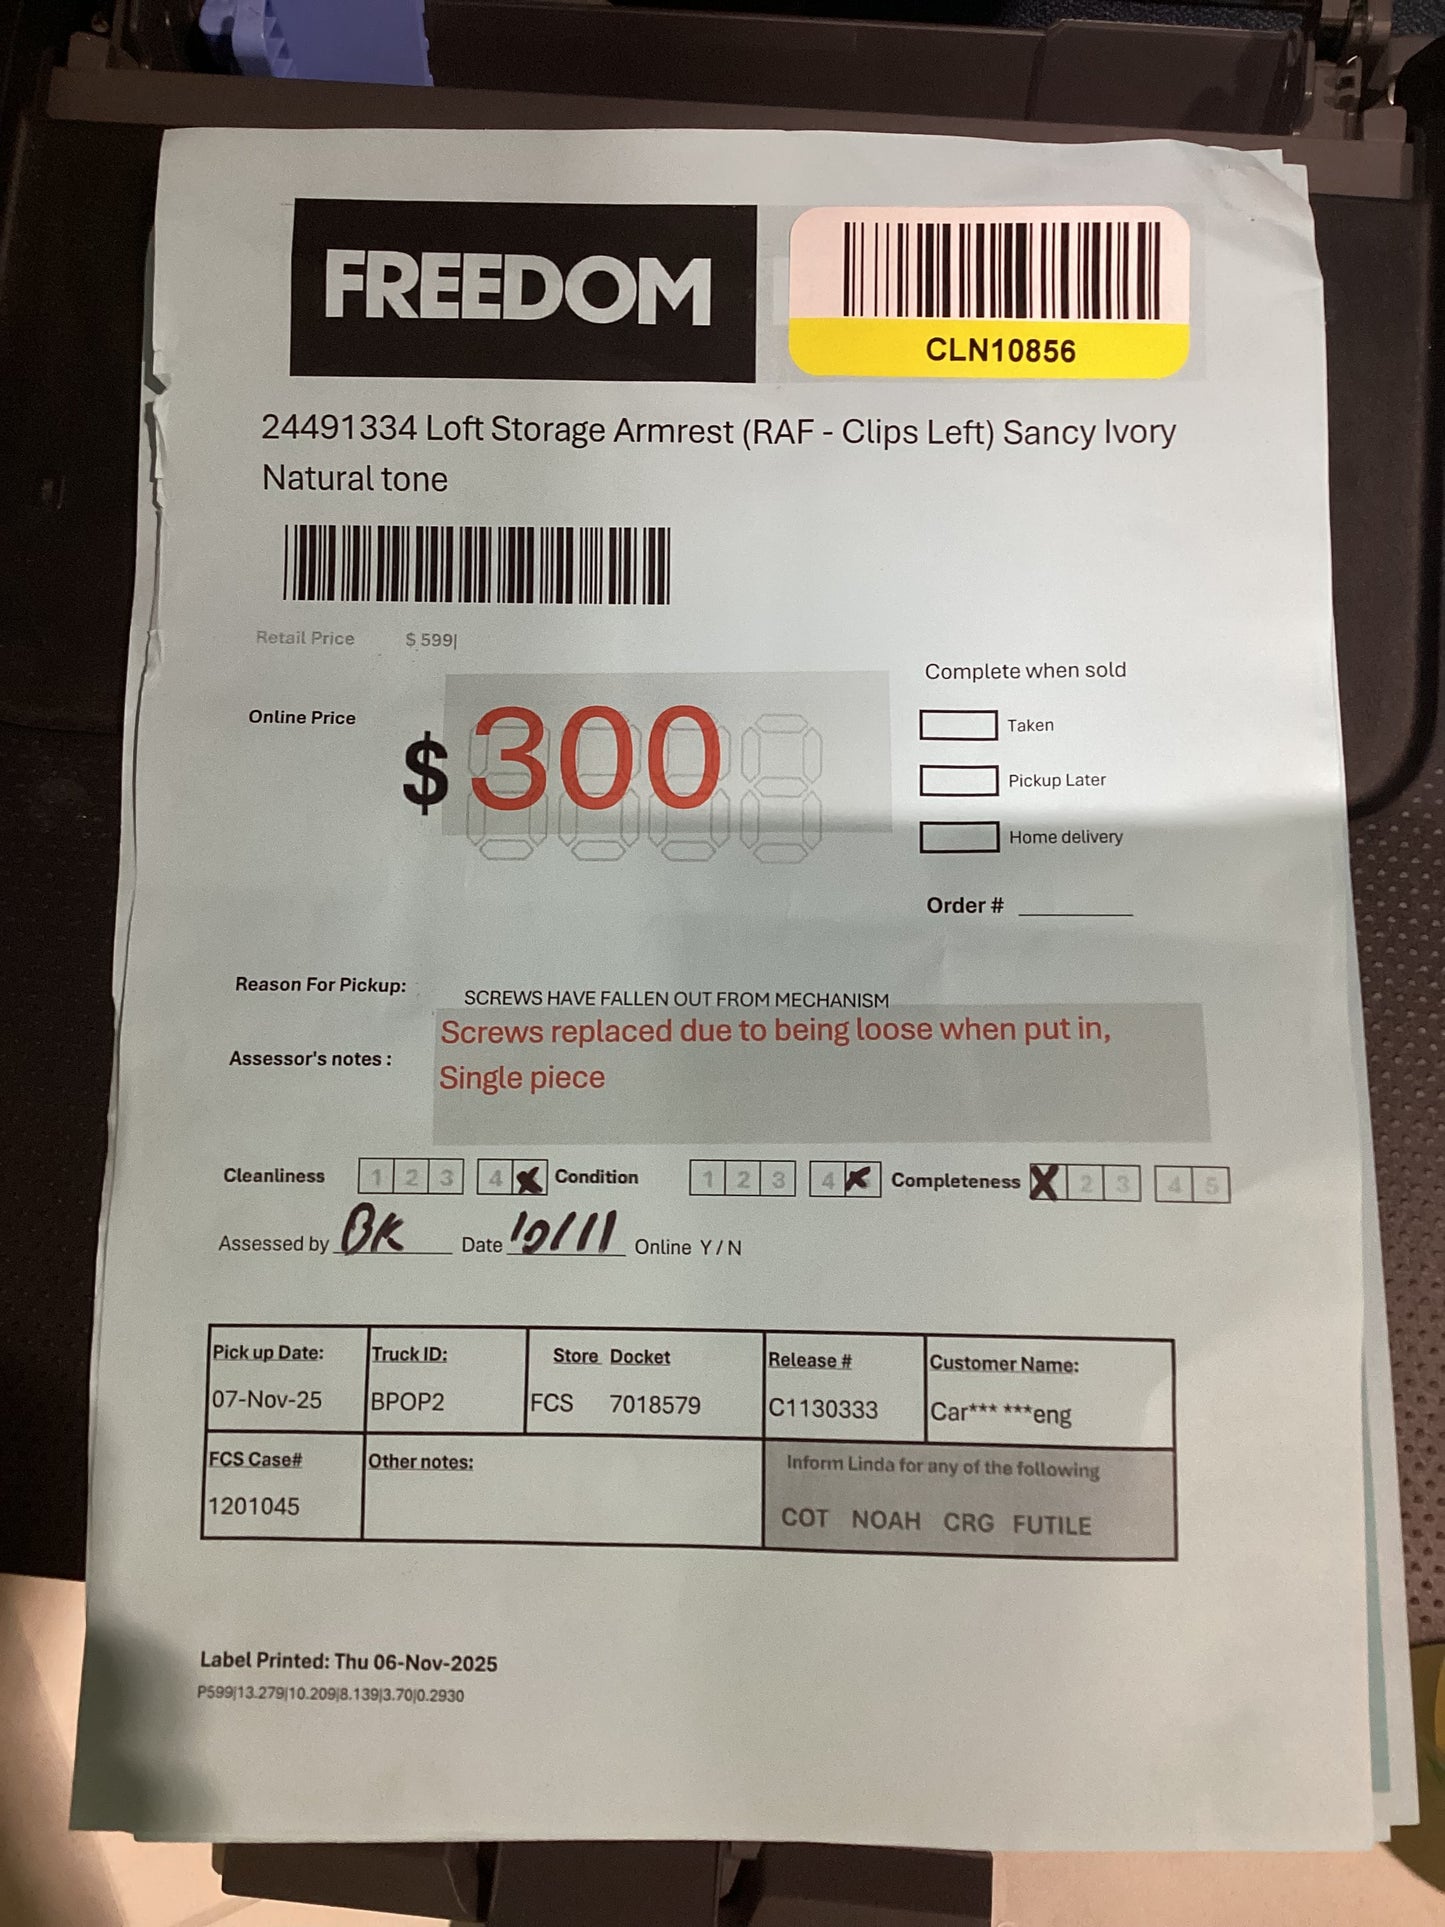 FREEDOM
CLN10856
24491334 Loft Storage Armrest (RAF - Clips Left) Sancy Ivory
Natural tone
Retail Price $ 599|
Complete when sold
Online Price $ 300
Taken
Pickup Later
Home delivery
Order #
Reason For Pickup: SCREWS HAVE FALLEN OUT FROM MECHANISM
Assessor's notes : Screws replaced due to being loose when put in,
Single piece
Cleanliness 1 2 3 4 X Condition 1 2 3 4 X Completeness X 2 3 4 5
Assessed by BK Date 10/11 Online Y / N
Pick up Date: Truck ID: Store Docket Release # Customer Name:
07-Nov-25 BPOP2 FCS 7018579 C1130333 Car*** ***eng
FCS Case# Other notes: Inform Linda for any of the following
1201045 COT NOAH CRG FUTILE
Label Printed: Thu 06-Nov-2025
P599|13.279|10.209|8.139|3.70|0.2930